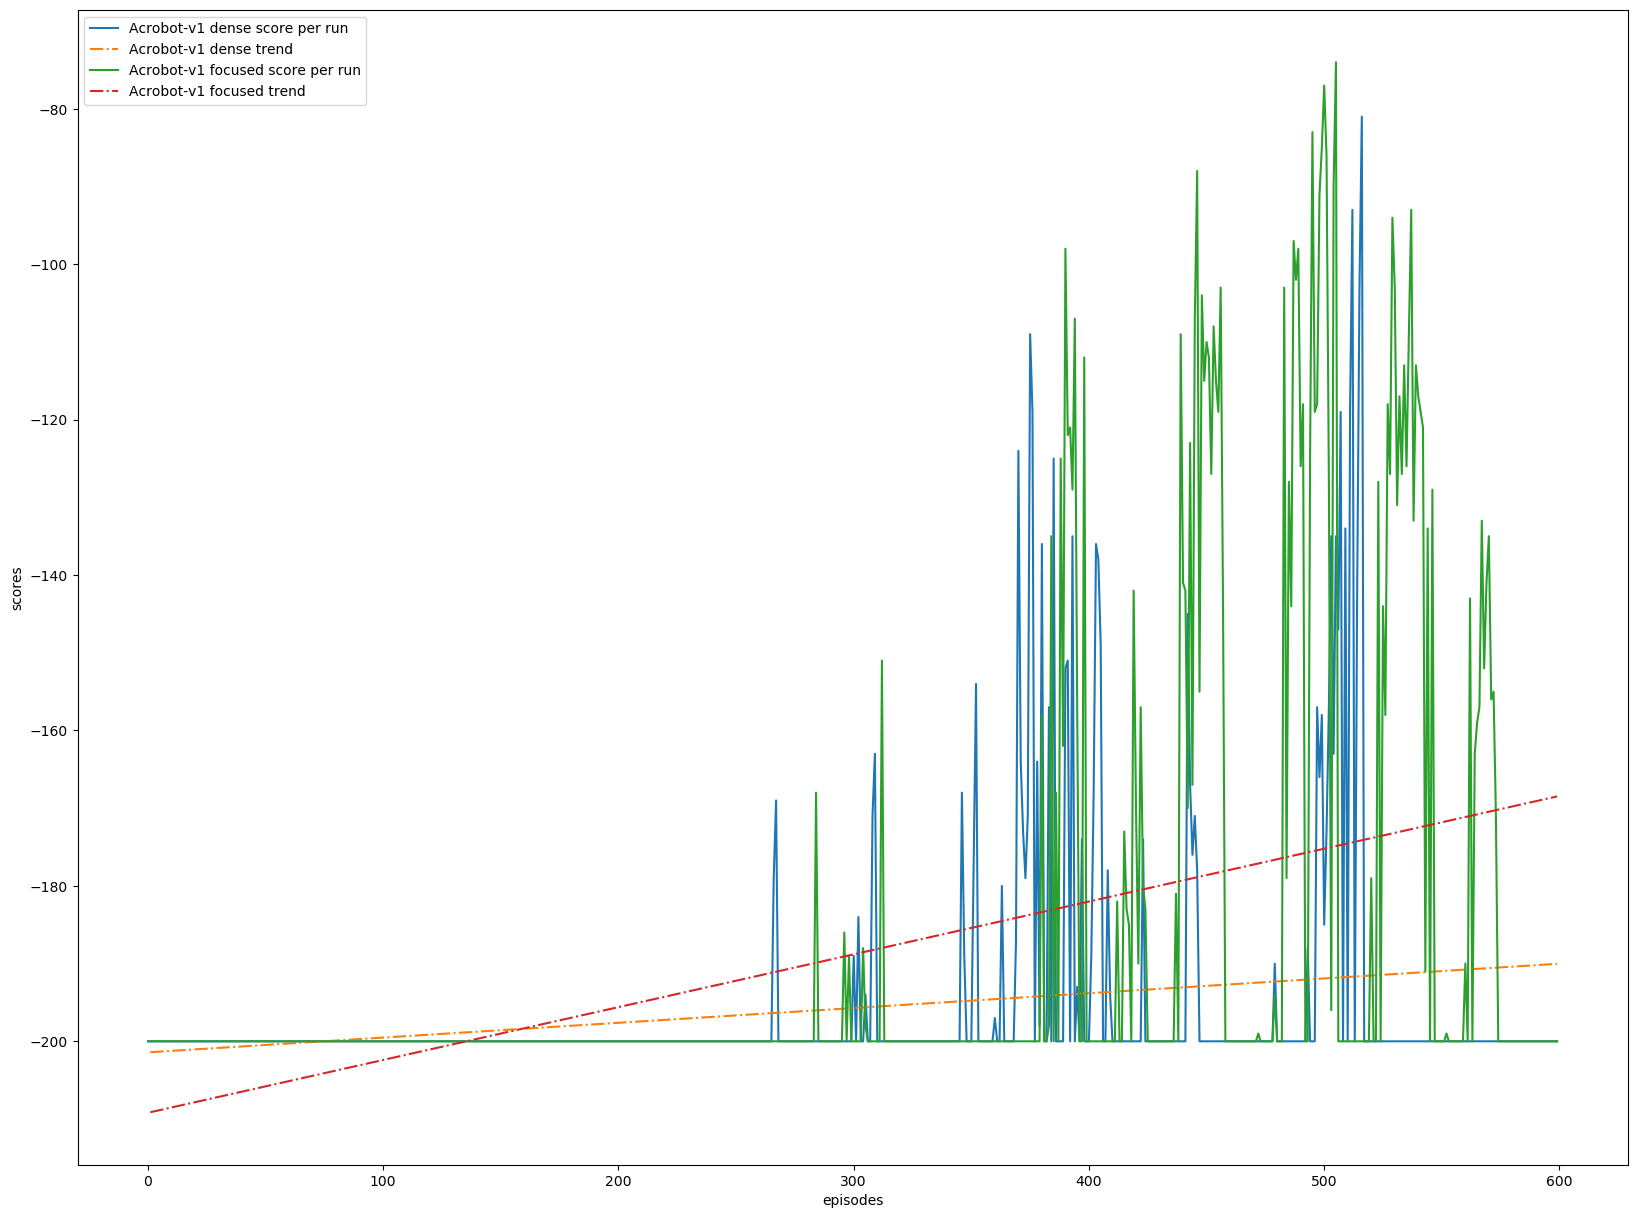 Acrobot-v1 dense score per run
Acrobot-v1 dense trend
Acrobot-v1 focused score per run
Acrobot-v1 focused trend
−80
−100
−120
−140
−160
−180
−200
scores
0 100 200 300 400 500 600
episodes